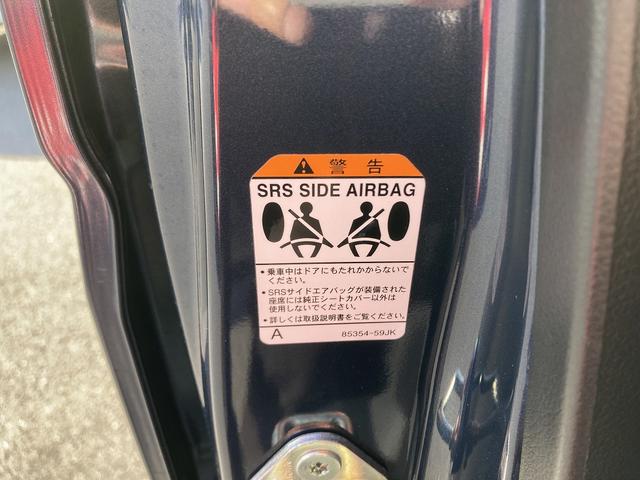 警告
SRS SIDE AIRBAG
•乗車中はドアにもたれかからないで
ください。
•SRSサイドエアバッグが装備された
座席には純正シートカバー以外は
使用しないでください。
•詳しくは取扱説明書をご覧ください。
A 85354-59JK